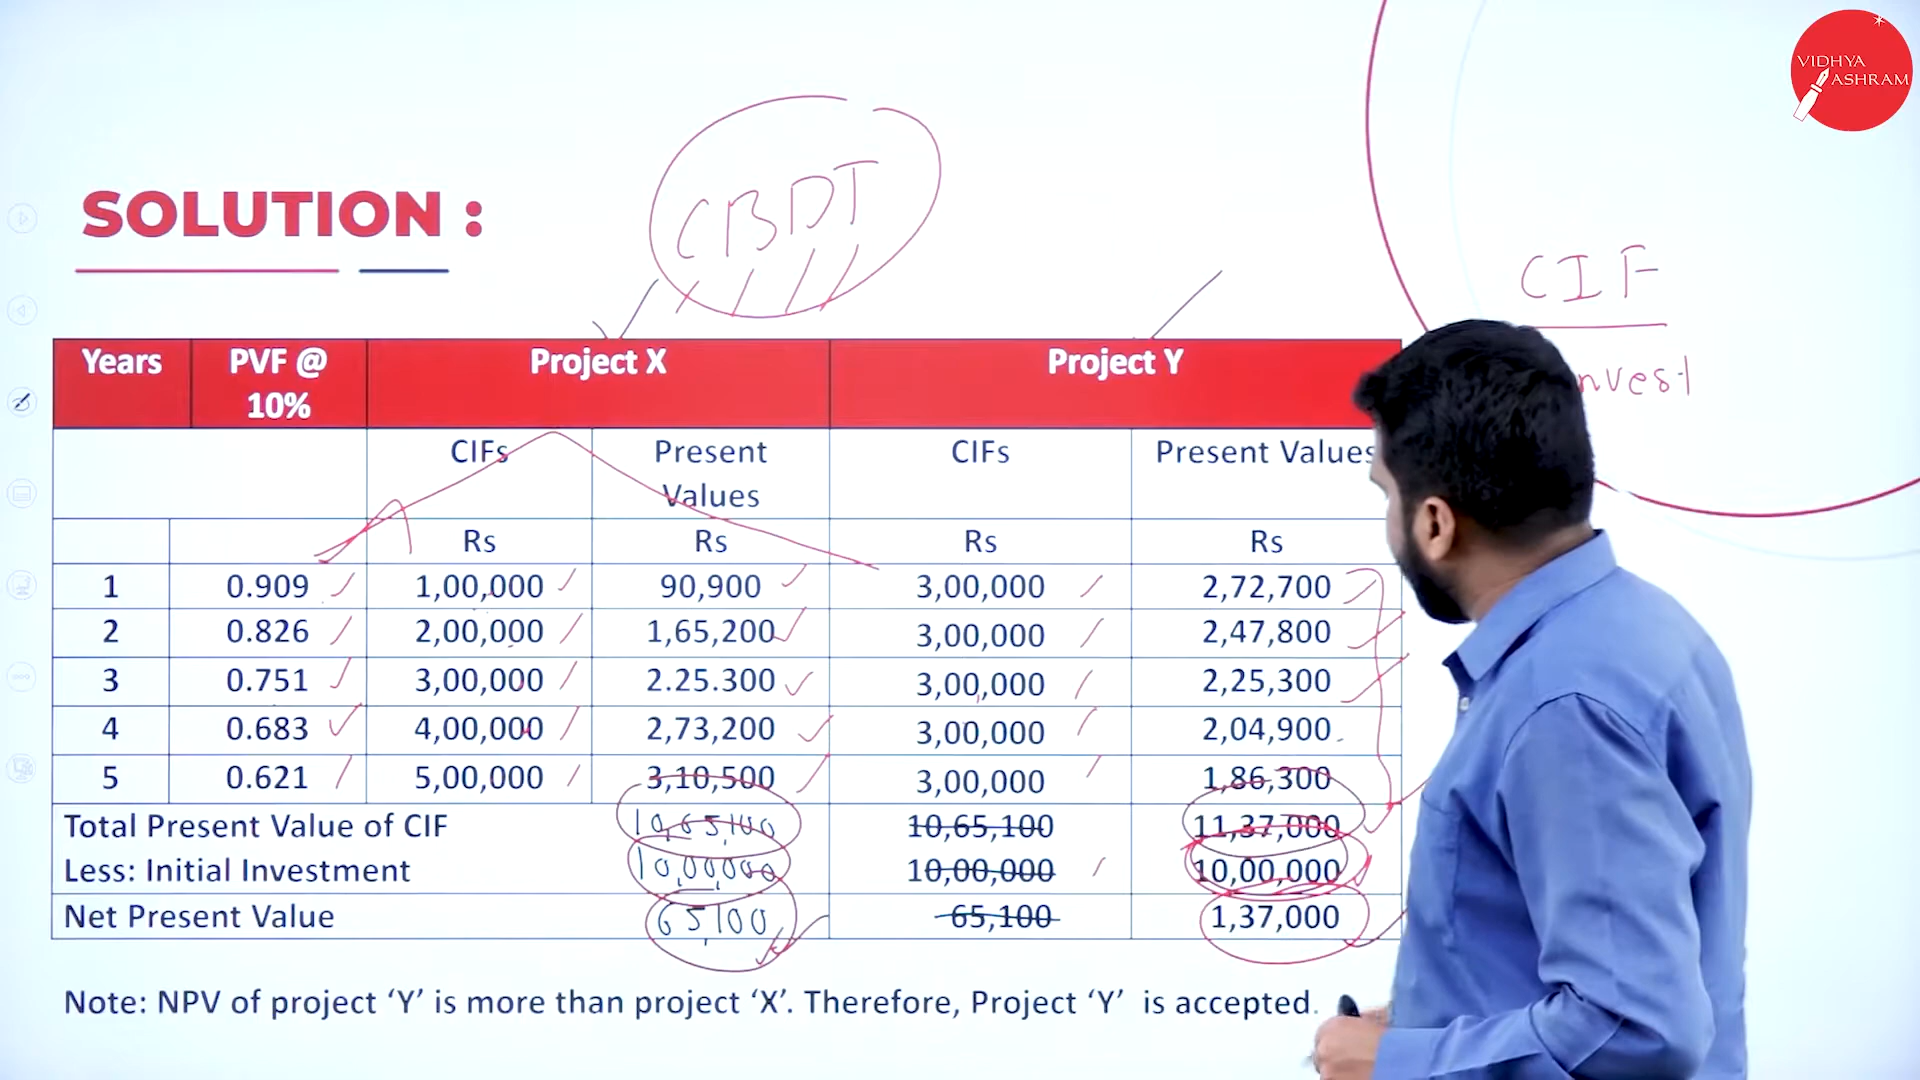 VIDHYA
ASHRAM
CBDT
SOLUTION :
CIF
nvest
Years PVF @ 10% Project X Project Y
CIFs Present Values CIFs Present Values
Rs Rs Rs Rs
1 0.909 1,00,000 90,900 3,00,000 2,72,700
2 0.826 2,00,000 1,65,200 3,00,000 2,47,800
3 0.751 3,00,000 2.25.300 3,00,000 2,25,300
4 0.683 4,00,000 2,73,200 3,00,000 2,04,900
5 0.621 5,00,000 3,10,500 3,00,000 1,86,300
Total Present Value of CIF 10,65,100 10,65,100 11,37,000
Less: Initial Investment 10,00,000 10,00,000 10,00,000
Net Present Value 65,100 65,100 1,37,000
Note: NPV of project ‘Y’ is more than project ‘X’. Therefore, Project ‘Y’ is accepted.